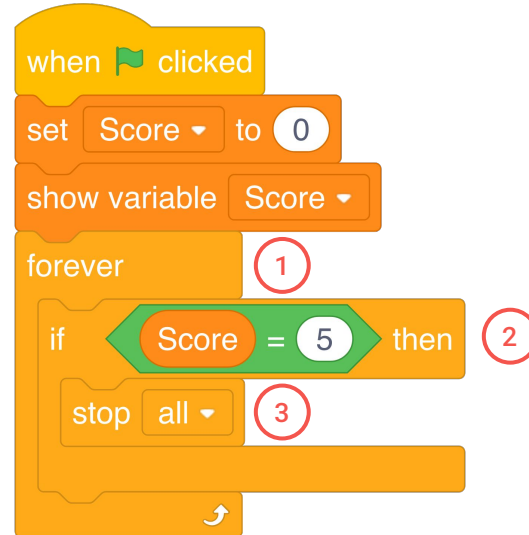 when clicked
set Score to 0
show variable Score
forever 1
if Score = 5 then 2
stop all 3